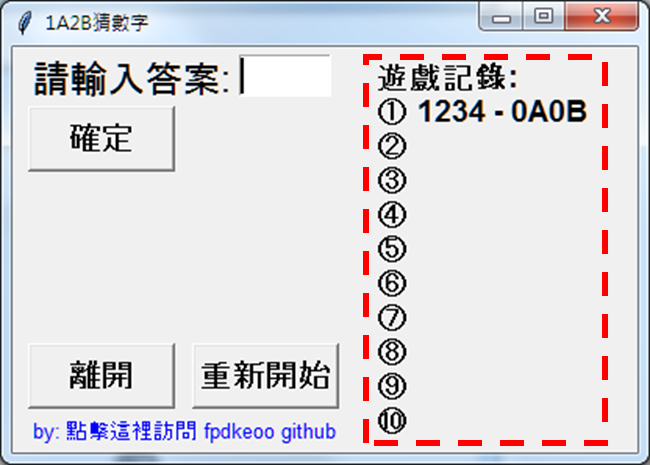 1A2B猜數字
請輸入答案:
確定
離開
重新開始
by: 點擊這裡訪問 fpdkeoo github
遊戲記錄:
① 1234 - 0A0B
②
③
④
⑤
⑥
⑦
⑧
⑨
⑩